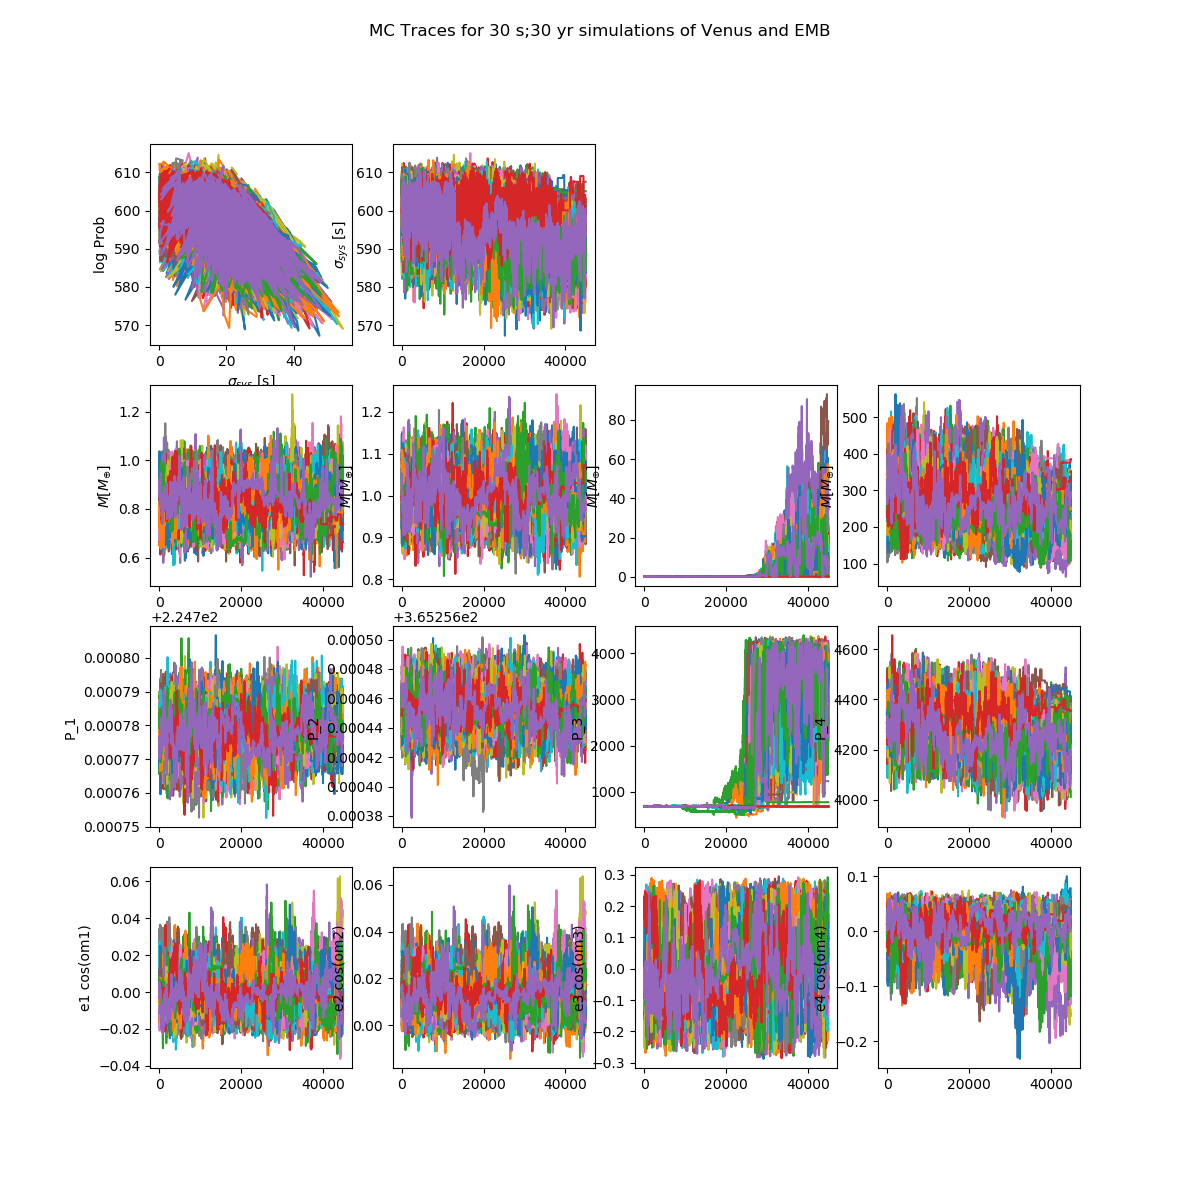 MC Traces for 30 s;30 yr simulations of Venus and EMB
log Prob
610
600
590
580
570
0 20 40
σ_sys [s]
σ_sys [s]
610
600
590
580
570
0 20000 40000
M[M⊕]
1.2
1.0
0.8
0.6
0 20000 40000
M[M⊕]
1.2
1.1
1.0
0.9
0.8
0 20000 40000
M[M⊕]
80
60
40
20
0
0 20000 40000
M[M⊕]
500
400
300
200
100
0 20000 40000
+2.247e2
P_1
0.00080
0.00079
0.00078
0.00077
0.00076
0.00075
0 20000 40000
+3.65256e2
P_2
0.00050
0.00048
0.00046
0.00044
0.00042
0.00040
0.00038
0 20000 40000
P_3
4000
3000
2000
1000
0 20000 40000
P_4
4600
4400
4200
4000
0 20000 40000
e1 cos(om1)
0.06
0.04
0.02
0.00
−0.02
−0.04
0 20000 40000
e2 cos(om2)
0.06
0.04
0.02
0.00
0 20000 40000
e3 cos(om3)
0.3
0.2
0.1
0.0
−0.1
−0.2
−0.3
0 20000 40000
e4 cos(om4)
0.1
0.0
−0.1
−0.2
0 20000 40000